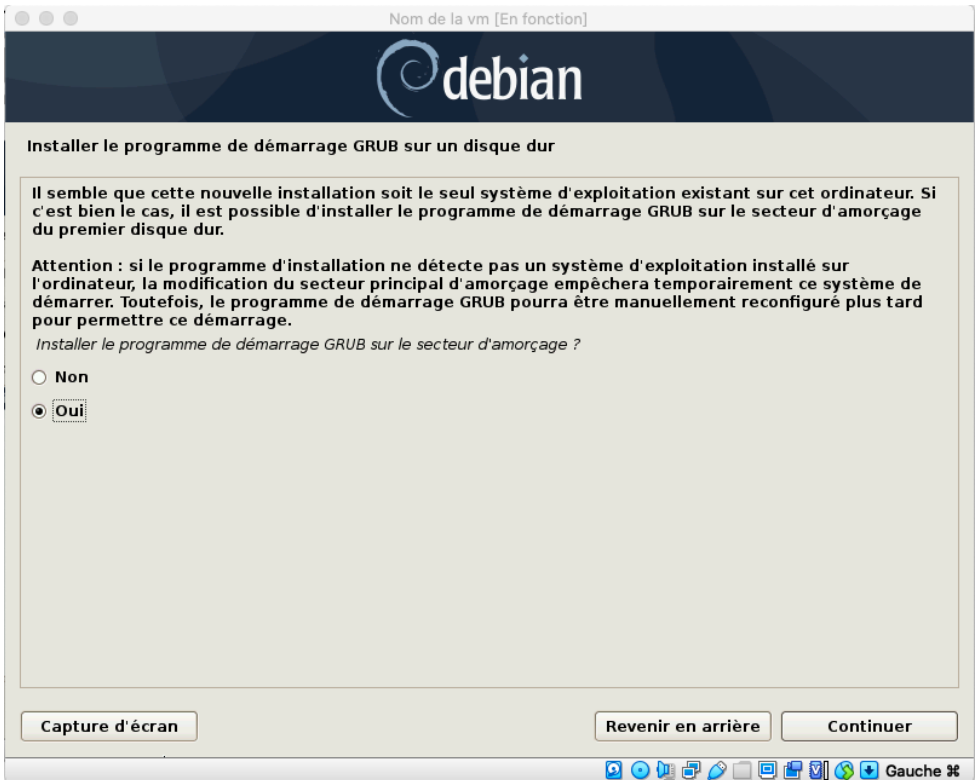 Nom de la vm [En fonction]
debian
Installer le programme de démarrage GRUB sur un disque dur
Il semble que cette nouvelle installation soit le seul système d'exploitation existant sur cet ordinateur. Si
c'est bien le cas, il est possible d'installer le programme de démarrage GRUB sur le secteur d'amorçage
du premier disque dur.
Attention : si le programme d'installation ne détecte pas un système d'exploitation installé sur
l'ordinateur, la modification du secteur principal d'amorçage empêchera temporairement ce système de
démarrer. Toutefois, le programme de démarrage GRUB pourra être manuellement reconfiguré plus tard
pour permettre ce démarrage.
Installer le programme de démarrage GRUB sur le secteur d'amorçage ?
Non
Oui
Capture d'écran
Revenir en arrière
Continuer
Gauche ⌘